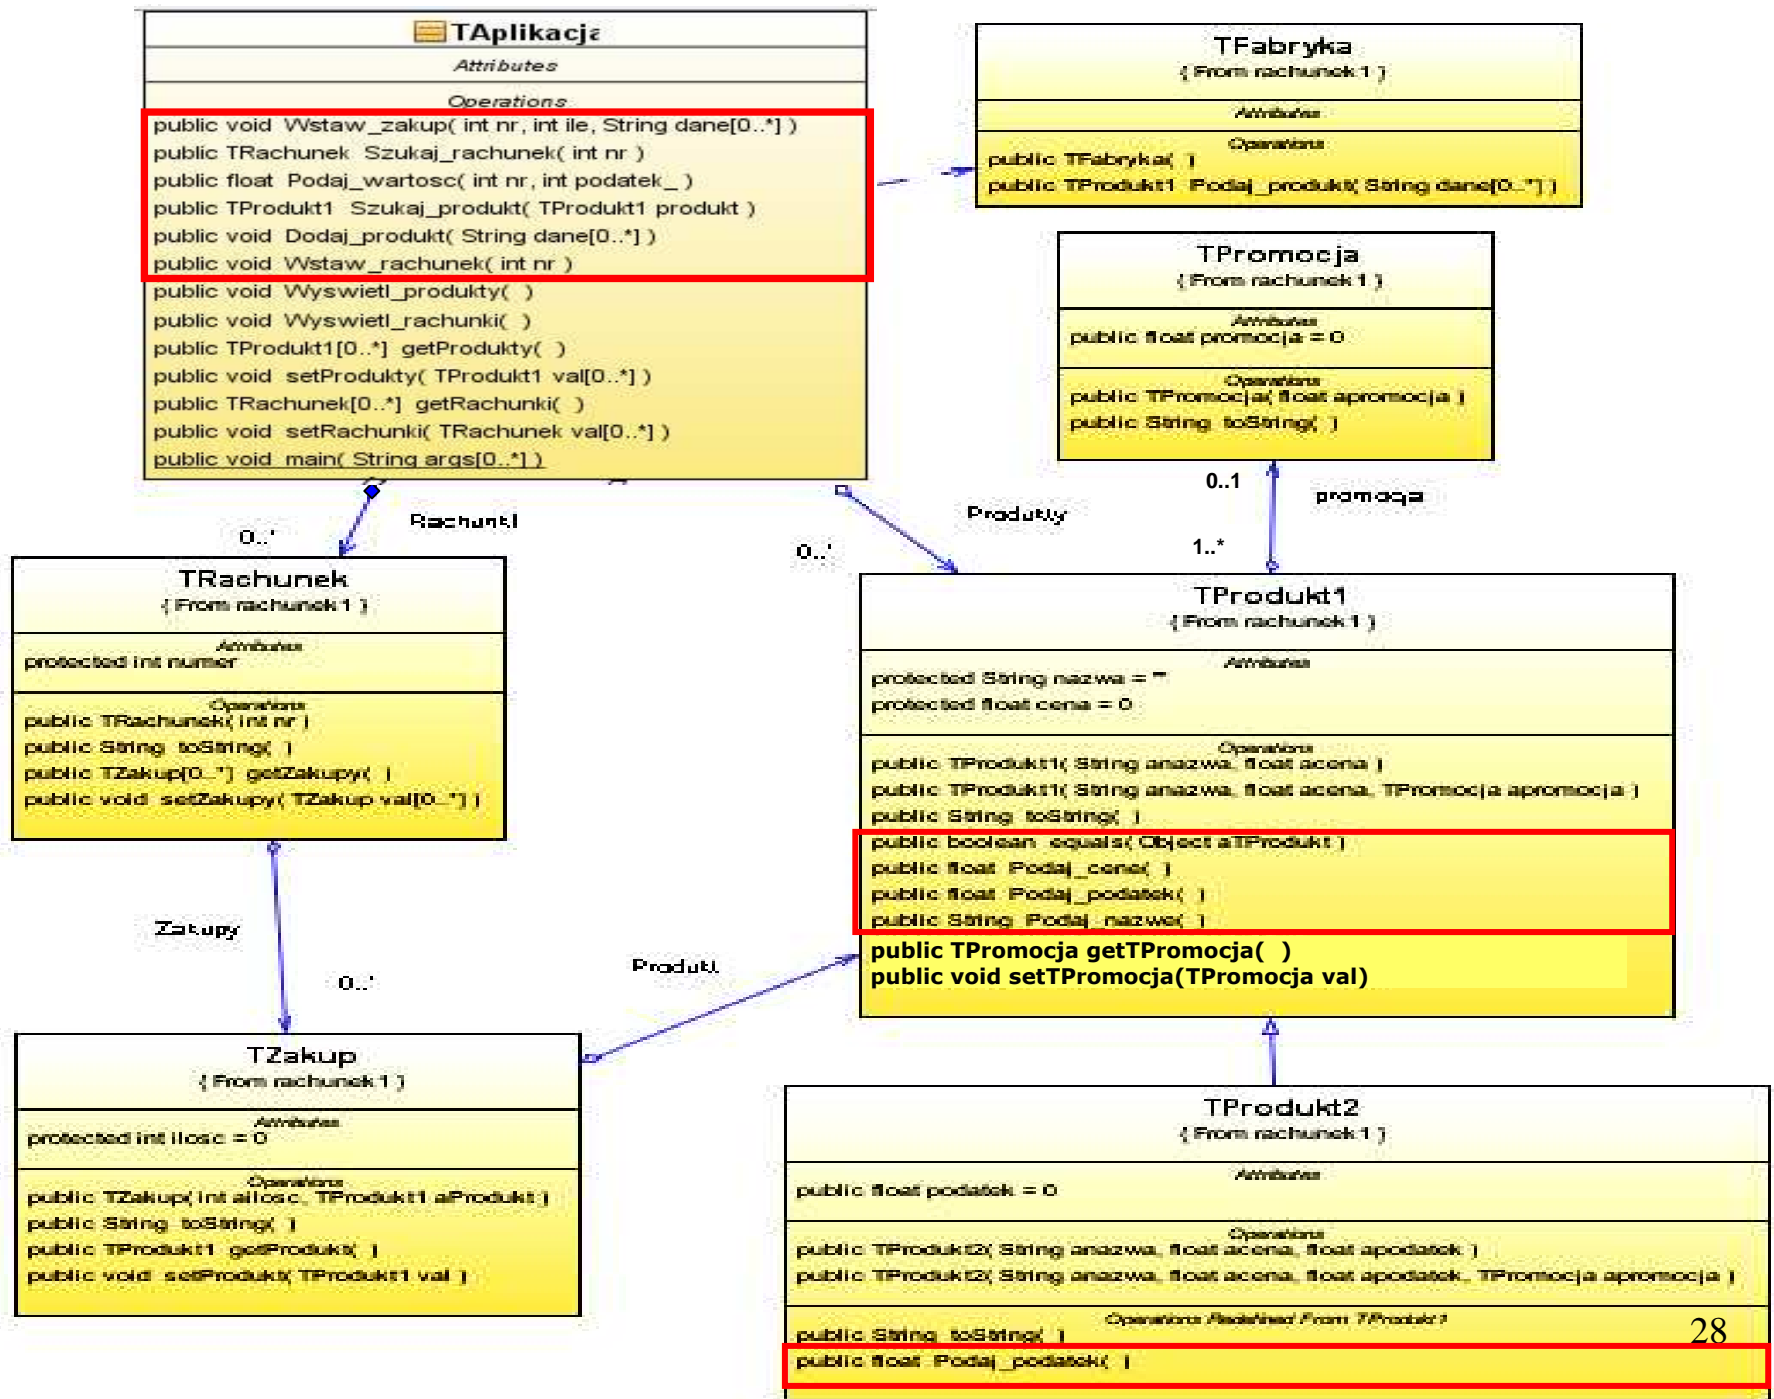 TAplikacja
Attributes
Operations
public void Wstaw_zakup( int nr, int ile, String dane[0..*] )
public TRachunek Szukaj_rachunek( int nr )
public float Podaj_wartosc( int nr, int podatek_ )
public TProdukt1 Szukaj_produkt( TProdukt1 produkt )
public void Dodaj_produkt( String dane[0..*] )
public void Wstaw_rachunek( int nr )
public void Wyswietl_produkty( )
public void Wyswietl_rachunki( )
public TProdukt1[0..*] getProdukty( )
public void setProdukty( TProdukt1 val[0..*] )
public TRachunek[0..*] getRachunki( )
public void setRachunki( TRachunek val[0..*] )
public void main( String args[0..*] )
TFabryka
{ From rachunek1 }
Attributes
Operations
public TFabryka( )
public TProdukt1 Podaj_produkt( String dane[0..*] )
TPromocja
{ From rachunek1 }
Attributes
public float promocja = 0
Operations
public TPromocja( float apromocja )
public String toString( )
0..1
promocja
1..*
Rachunki
0..*
Produkty
0..*
TRachunek
{ From rachunek1 }
Attributes
protected int numer
Operations
public TRachunek( int nr )
public String toString( )
public TZakup[0..*] getZakupy( )
public void setZakupy( TZakup val[0..*] )
TProdukt1
{ From rachunek1 }
Attributes
protected String nazwa = ""
protected float cena = 0
Operations
public TProdukt1( String anazwa, float acena )
public TProdukt1( String anazwa, float acena, TPromocja apromocja )
public String toString( )
public boolean equals( Object aTProdukt )
public float Podaj_cene( )
public float Podaj_podatek( )
public String Podaj_nazwe( )
public TPromocja getTPromocja( )
public void setTPromocja(TPromocja val)
Zakupy
0..*
Produkt
TZakup
{ From rachunek1 }
Attributes
protected int ilosc = 0
Operations
public TZakup( int ailosc, TProdukt1 aProdukt )
public String toString( )
public TProdukt1 getProdukt( )
public void setProdukt( TProdukt1 val )
TProdukt2
{ From rachunek1 }
Attributes
public float podatek = 0
Operations
public TProdukt2( String anazwa, float acena, float apodatek )
public TProdukt2( String anazwa, float acena, float apodatek, TPromocja apromocja )
Operations Redefined From TProdukt1
public String toString( )
public float Podaj_podatek( )
28